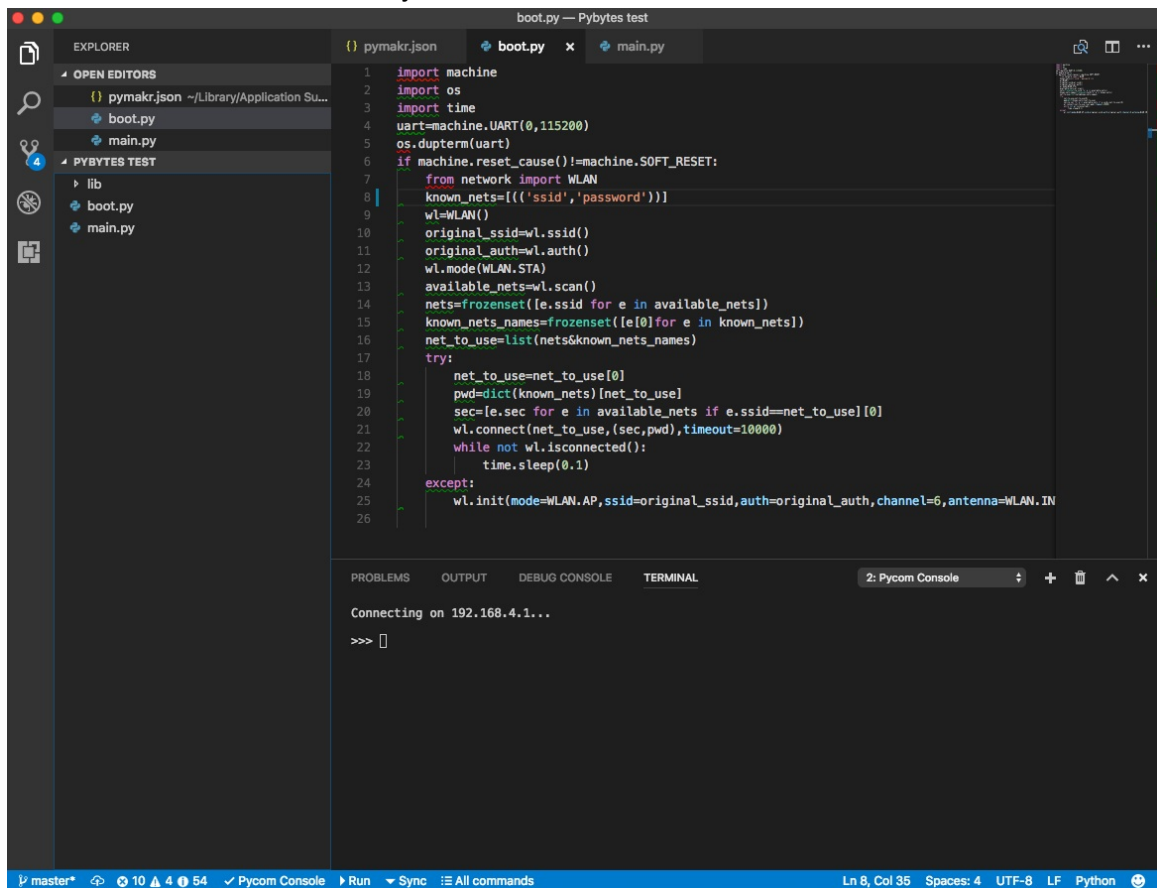 boot.py — Pybytes test
EXPLORER
OPEN EDITORS
{} pymakr.json ~/Library/Application Su...
boot.py
main.py
4
PYBYTES TEST
lib
boot.py
main.py
{} pymakr.json boot.py × main.py ...
1 import machine
2 import os
3 import time
4 uart=machine.UART(0,115200)
5 os.dupterm(uart)
6 if machine.reset_cause()!=machine.SOFT_RESET:
7 from network import WLAN
8 known_nets=[(('ssid','password'))]
9 wl=WLAN()
10 original_ssid=wl.ssid()
11 original_auth=wl.auth()
12 wl.mode(WLAN.STA)
13 available_nets=wl.scan()
14 nets=frozenset([e.ssid for e in available_nets])
15 known_nets_names=frozenset([e[0]for e in known_nets])
16 net_to_use=list(nets&known_nets_names)
17 try:
18 net_to_use=net_to_use[0]
19 pwd=dict(known_nets)[net_to_use]
20 sec=[e.sec for e in available_nets if e.ssid==net_to_use][0]
21 wl.connect(net_to_use,(sec,pwd),timeout=10000)
22 while not wl.isconnected():
23 time.sleep(0.1)
24 except:
25 wl.init(mode=WLAN.AP,ssid=original_ssid,auth=original_auth,channel=6,antenna=WLAN.IN
26
PROBLEMS OUTPUT DEBUG CONSOLE TERMINAL 2: Pycom Console
Connecting on 192.168.4.1...
>>>
master* 10 4 54 Pycom Console Run Sync All commands Ln 8, Col 35 Spaces: 4 UTF-8 LF Python